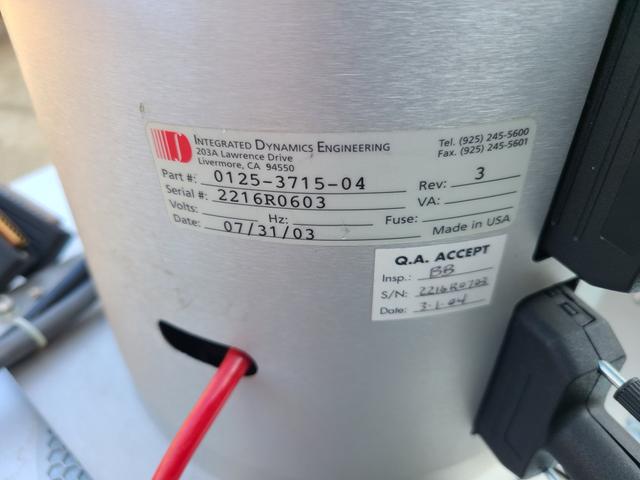 INTEGRATED DYNAMICS ENGINEERING
203A Lawrence Drive
Livermore, CA 94550
Tel. (925) 245-5600
Fax. (925) 245-5601
Part #: 0125-3715-04 Rev: 3
Serial #: 2216R0603 VA:
Volts: Hz: Fuse:
Date: 07/31/03 Made in USA
Q.A. ACCEPT
Insp.: BB
S/N:
Date: 3-1-04